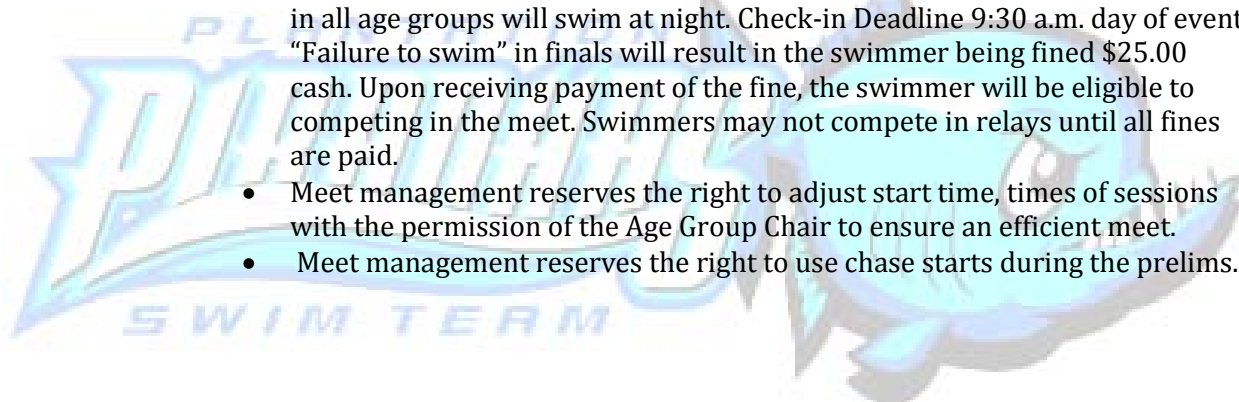 in all age groups will swim at night. Check-in Deadline 9:30 a.m. day of event
PLANTATION
“Failure to swim” in finals will result in the swimmer being fined $25.00
cash. Upon receiving payment of the fine, the swimmer will be eligible to
competing in the meet. Swimmers may not compete in relays until all fines
are paid.
PIRANHAS
• Meet management reserves the right to adjust start time, times of sessions
with the permission of the Age Group Chair to ensure an efficient meet.
• Meet management reserves the right to use chase starts during the prelims.
SWIM TEAM